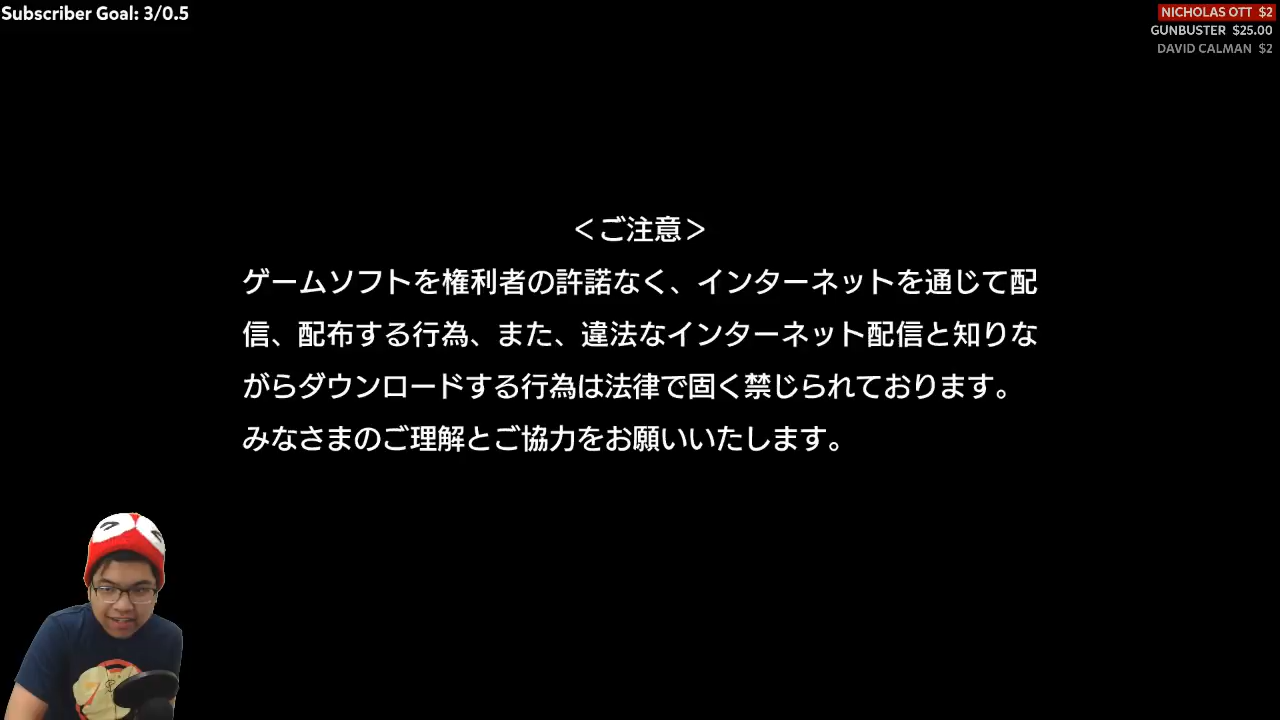 Subscriber Goal: 3/0.5
NICHOLAS OTT $2
GUNBUSTER $25.00
DAVID CALMAN $2
＜ご注意＞
ゲームソフトを権利者の許諾なく、インターネットを通じて配
信、配布する行為、また、違法なインターネット配信と知りな
がらダウンロードする行為は法律で固く禁じられております。
みなさまのご理解とご協力をお願いいたします。